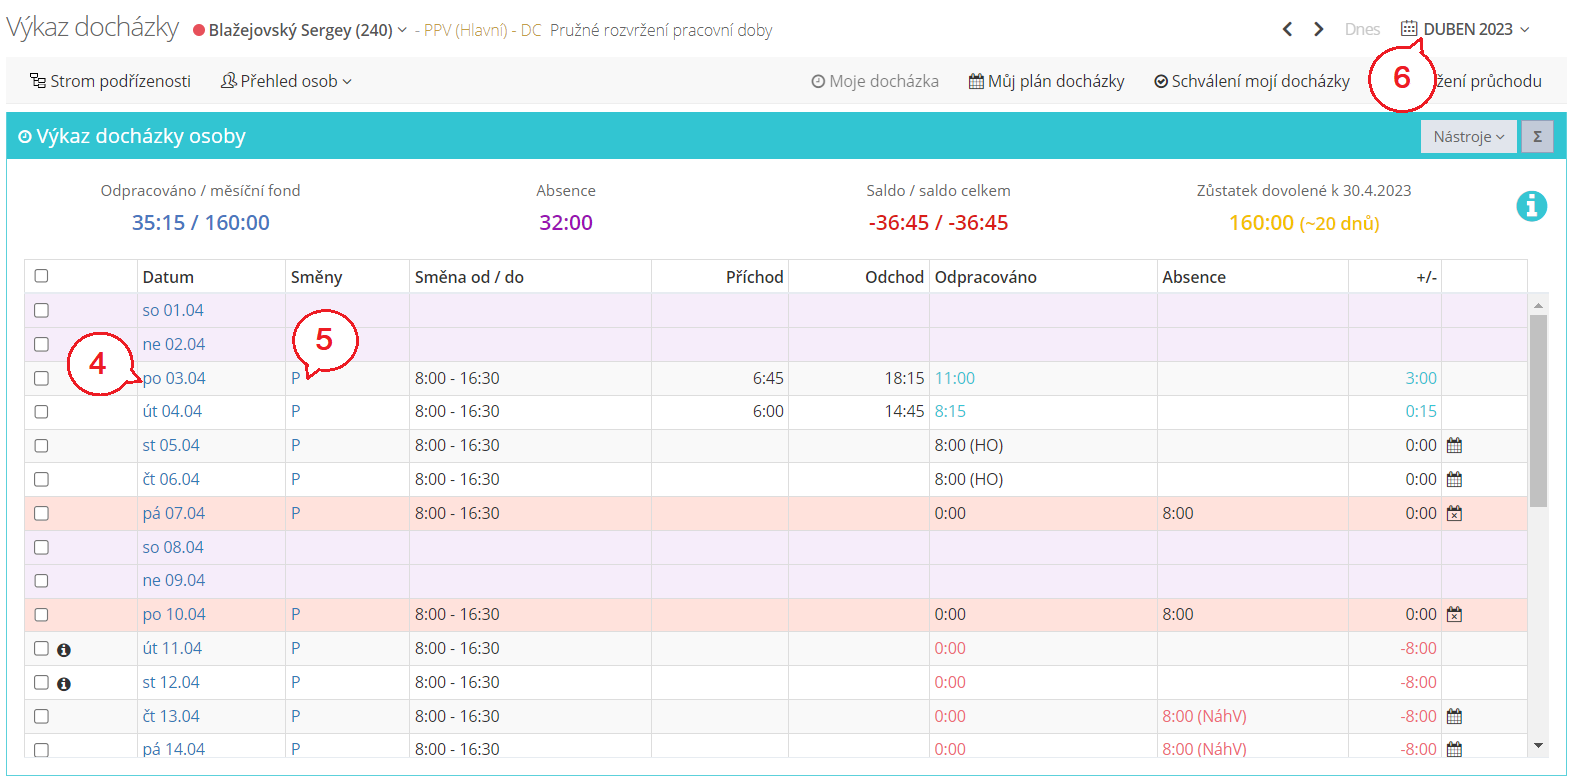 Výkaz docházky Blažejovský Sergey (240) - PPV (Hlavní) - DC Pružné rozvržení pracovní doby Dnes DUBEN 2023
Strom podřízenosti Přehled osob Moje docházka Můj plán docházky Schválení mojí docházky 6 žení průchodu
Výkaz docházky osoby Nástroje Σ
Odpracováno / měsíční fond Absence Saldo / saldo celkem Zůstatek dovolené k 30.4.2023
35:15 / 160:00 32:00 -36:45 / -36:45 160:00 (~20 dnů)
Datum Směny Směna od / do Příchod Odchod Odpracováno Absence +/-
so 01.04
ne 02.04
4 5
po 03.04 P 8:00 - 16:30 6:45 18:15 11:00 3:00
út 04.04 P 8:00 - 16:30 6:00 14:45 8:15 0:15
st 05.04 P 8:00 - 16:30 8:00 (HO) 0:00
čt 06.04 P 8:00 - 16:30 8:00 (HO) 0:00
pá 07.04 P 8:00 - 16:30 0:00 8:00 0:00
so 08.04
ne 09.04
po 10.04 P 8:00 - 16:30 0:00 8:00 0:00
út 11.04 P 8:00 - 16:30 0:00 -8:00
st 12.04 P 8:00 - 16:30 0:00 -8:00
čt 13.04 P 8:00 - 16:30 0:00 8:00 (NáhV) -8:00
pá 14.04 P 8:00 - 16:30 0:00 8:00 (NáhV) -8:00